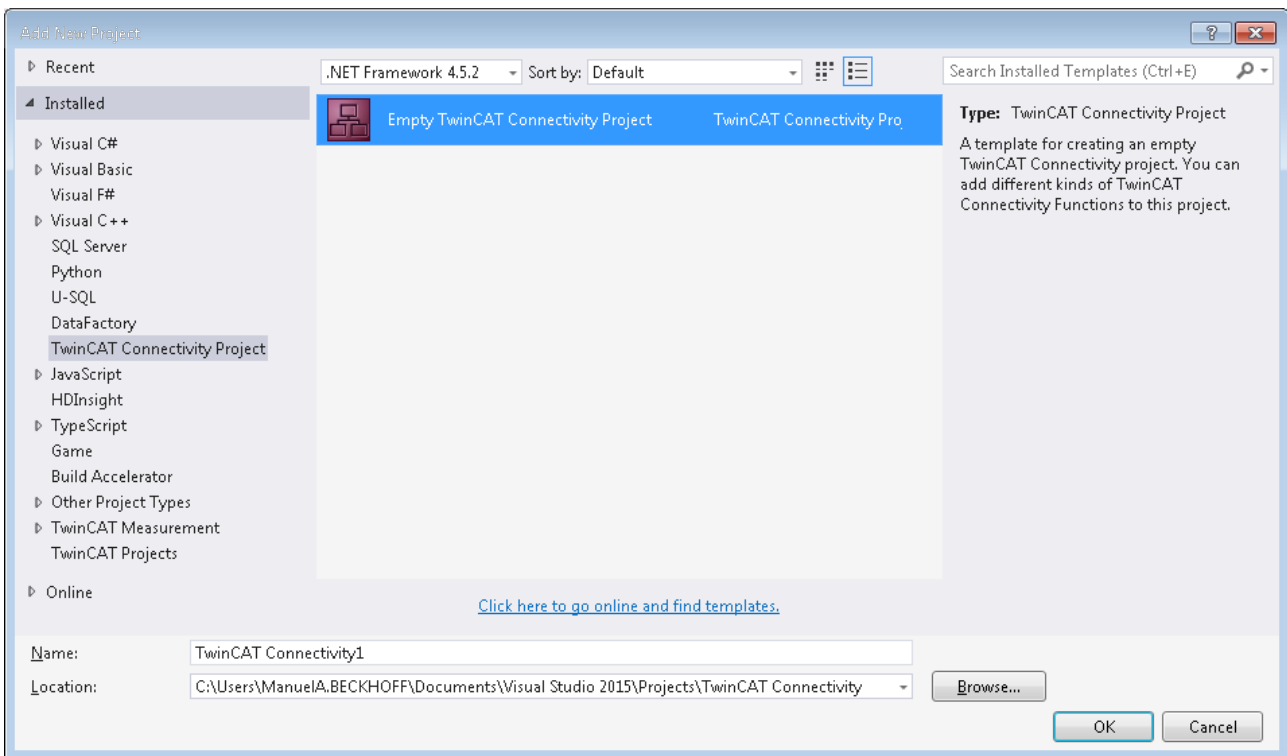 Add New Project
Recent
.NET Framework 4.5.2
Sort by: Default
Search Installed Templates (Ctrl+E)
Installed
Visual C#
Visual Basic
Visual F#
Visual C++
SQL Server
Python
U-SQL
DataFactory
TwinCAT Connectivity Project
JavaScript
HDInsight
TypeScript
Game
Build Accelerator
Other Project Types
TwinCAT Measurement
TwinCAT Projects
Online
Empty TwinCAT Connectivity Project
TwinCAT Connectivity Pro
Type: TwinCAT Connectivity Project
A template for creating an empty
TwinCAT Connectivity project. You can
add different kinds of TwinCAT
Connectivity Functions to this project.
Click here to go online and find templates.
Name:
TwinCAT Connectivity1
Location:
C:\Users\ManuelA.BECKHOFF\Documents\Visual Studio 2015\Projects\TwinCAT Connectivity
Browse...
OK
Cancel